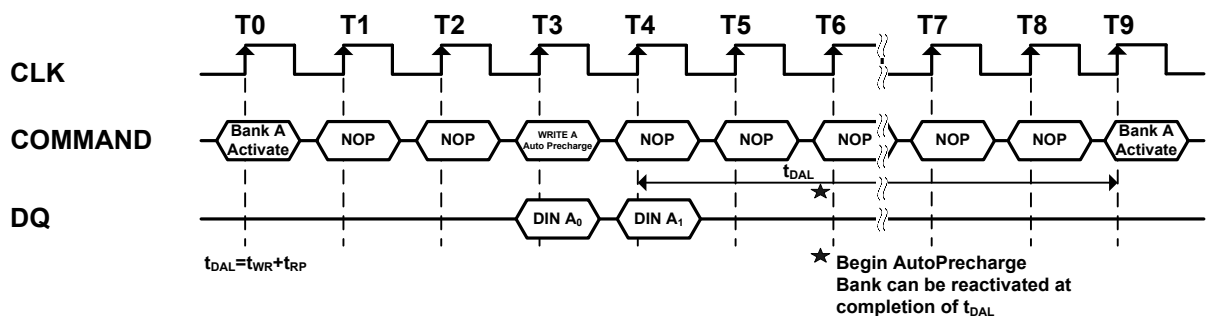 T0 T1 T2 T3 T4 T5 T6 T7 T8 T9
CLK
COMMAND
Bank A
Activate
NOP
NOP
WRITE A
Auto Precharge
NOP
NOP
NOP
NOP
NOP
Bank A
Activate
tDAL
DQ
DIN A0
DIN A1
tDAL=tWR+tRP
★ Begin AutoPrecharge
Bank can be reactivated at
completion of tDAL